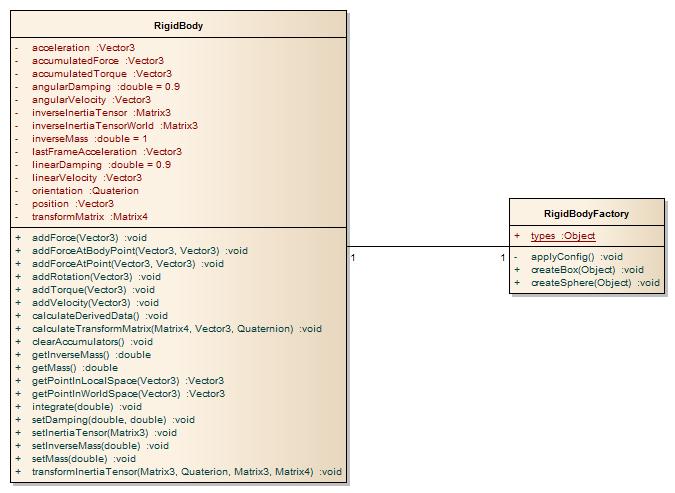 RigidBody
- acceleration :Vector3
- accumulatedForce :Vector3
- accumulatedTorque :Vector3
- angularDamping :double = 0.9
- angularVelocity :Vector3
- inverseInertiaTensor :Matrix3
- inverseInertiaTensorWorld :Matrix3
- inverseMass :double = 1
- lastFrameAcceleration :Vector3
- linearDamping :double = 0.9
- linearVelocity :Vector3
- orientation :Quaterion
- position :Vector3
- transformMatrix :Matrix4
+ addForce(Vector3) :void
+ addForceAtBodyPoint(Vector3, Vector3) :void
+ addForceAtPoint(Vector3, Vector3) :void
+ addRotation(Vector3) :void
+ addTorque(Vector3) :void
+ addVelocity(Vector3) :void
+ calculateDerivedData() :void
+ calculateTransformMatrix(Matrix4, Vector3, Quaternion) :void
+ clearAccumulators() :void
+ getInverseMass() :double
+ getMass() :double
+ getPointInLocalSpace(Vector3) :Vector3
+ getPointInWorldSpace(Vector3) :Vector3
+ integrate(double) :void
+ setDamping(double, double) :void
+ setInertiaTensor(Matrix3) :void
+ setInverseMass(double) :void
+ setMass(double) :void
+ transformInertiaTensor(Matrix3, Quaterion, Matrix3, Matrix4) :void
1
1
RigidBodyFactory
+ types :Object
- applyConfig() :void
+ createBox(Object) :void
+ createSphere(Object) :void